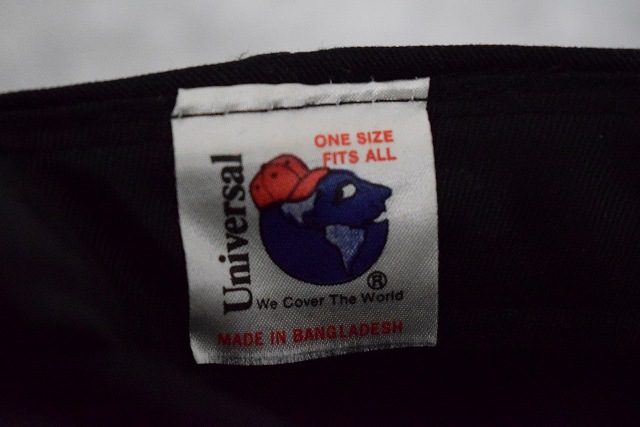 ONE SIZE
FITS ALL
Universal
®
We Cover The World
MADE IN BANGLADESH